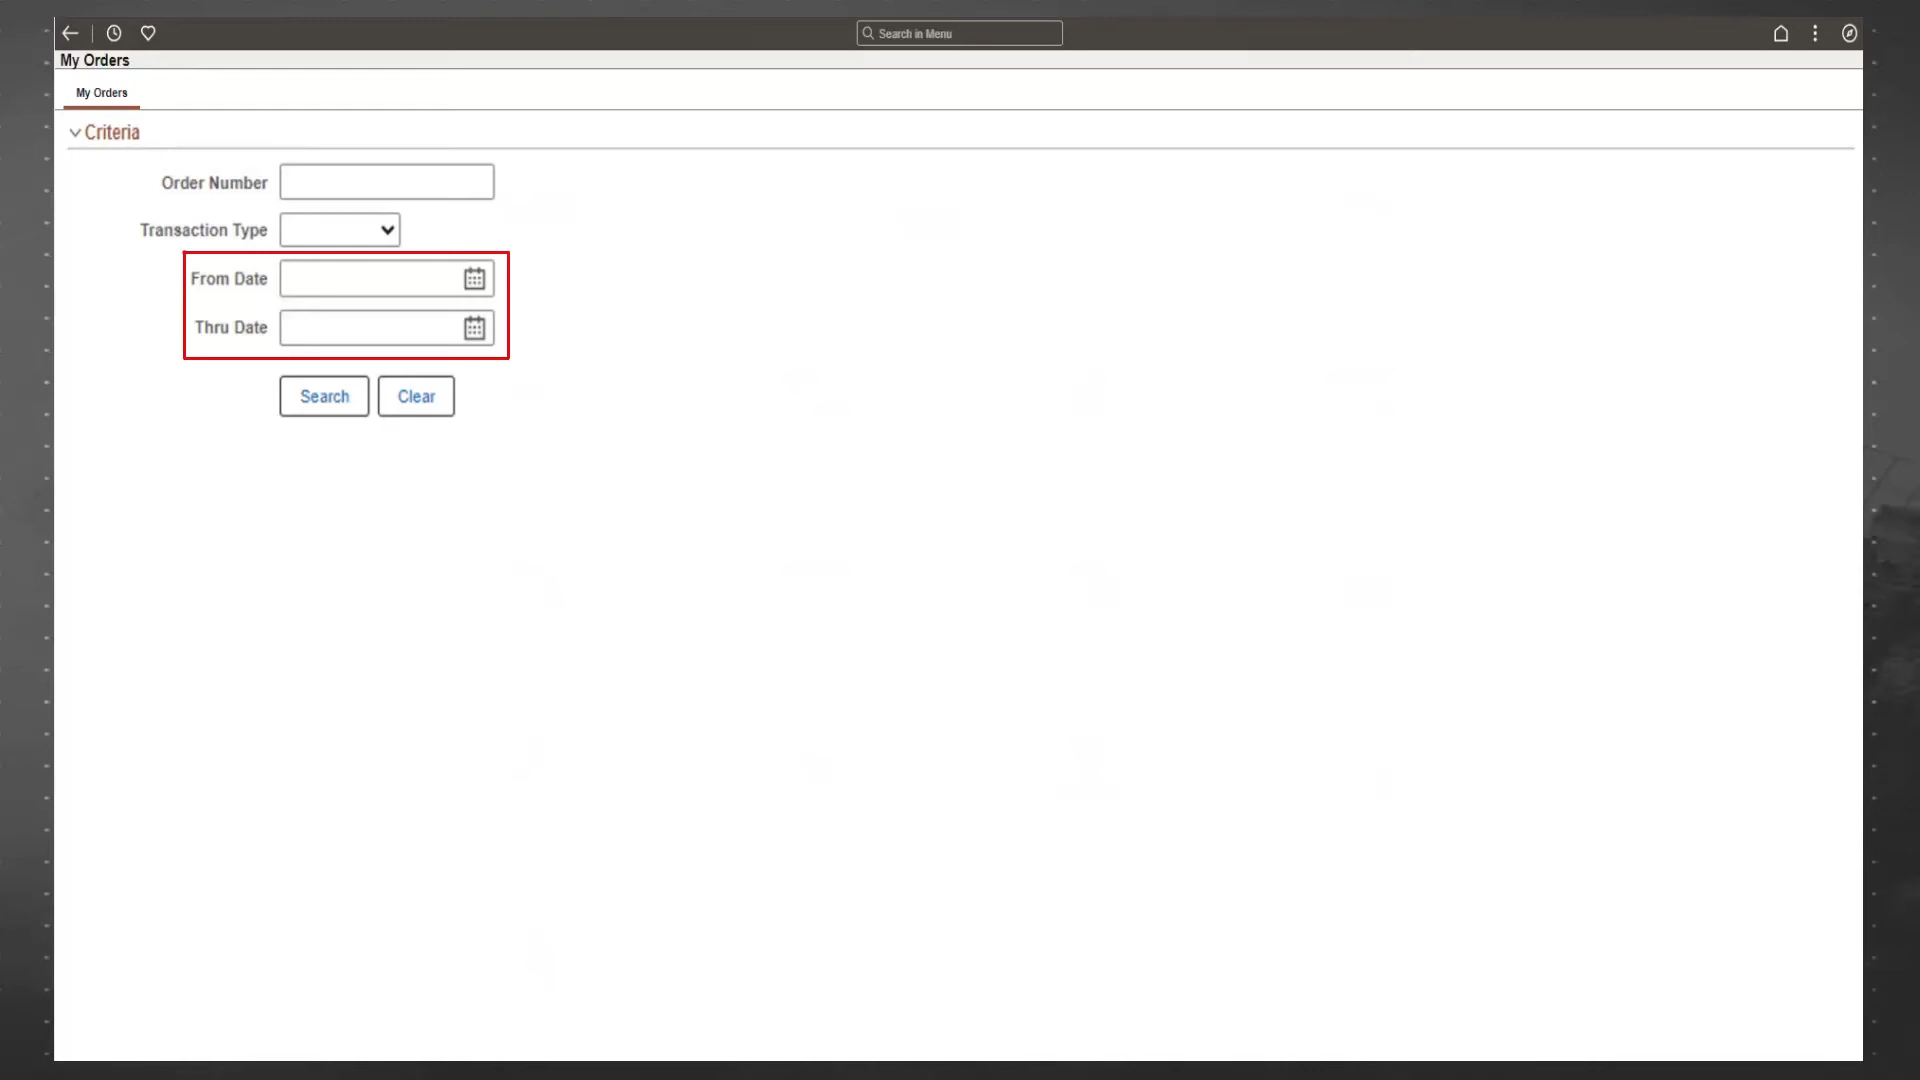 Search in Menu
My Orders
My Orders
Criteria
Order Number
Transaction Type
From Date
Thru Date
Search Clear